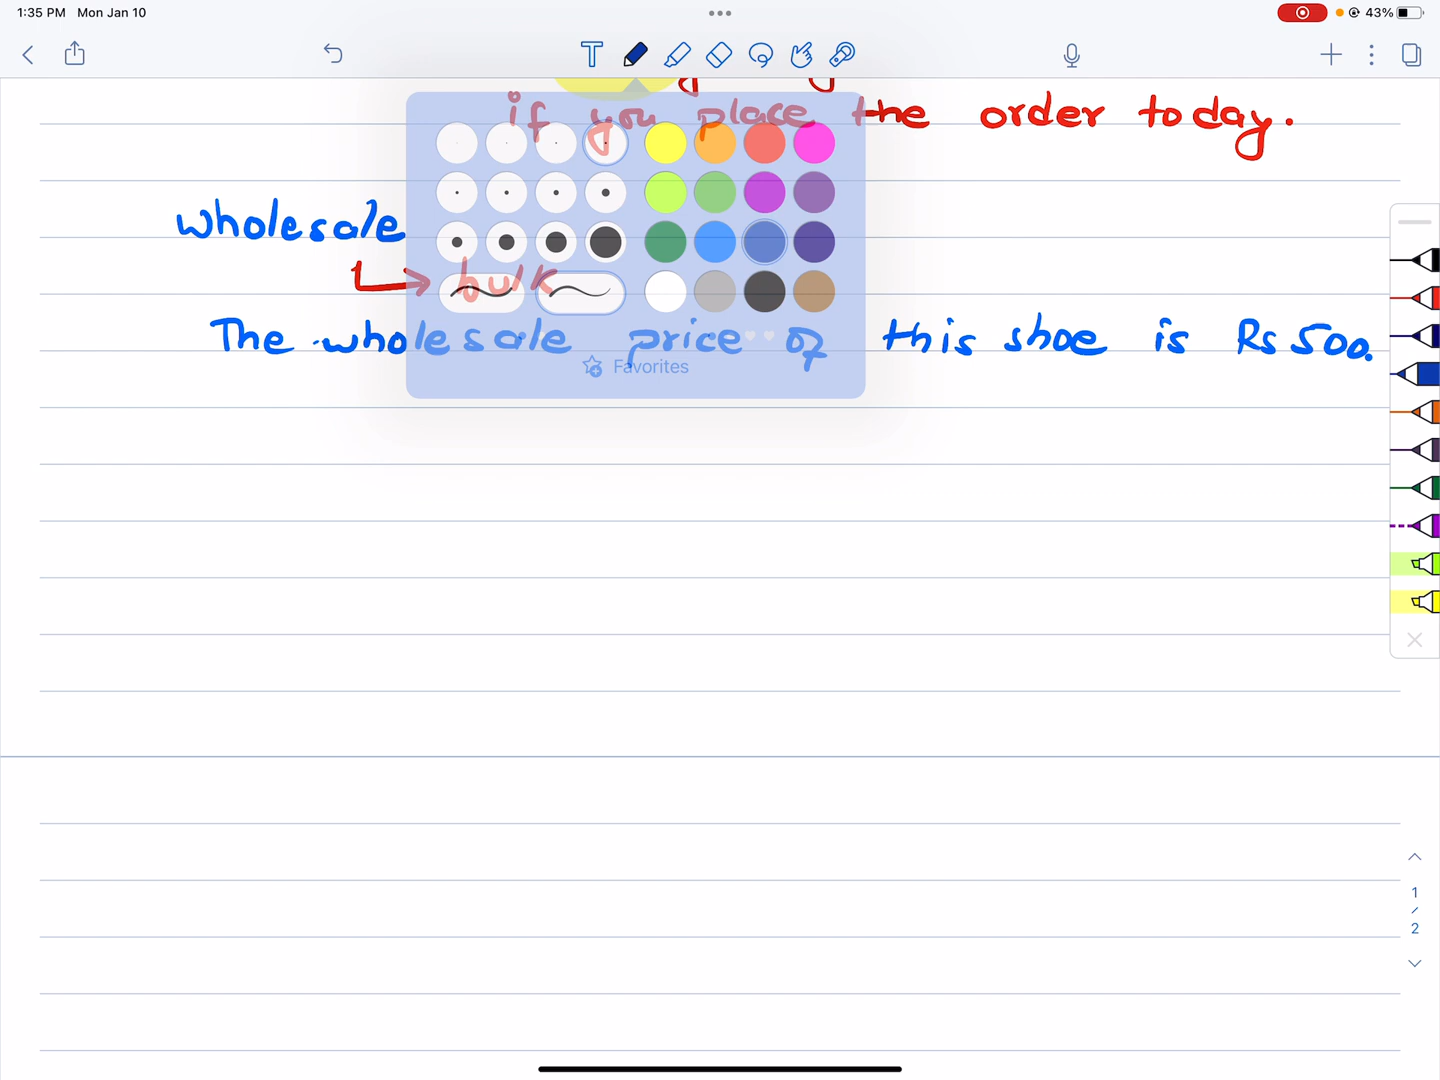 1:35 PM Mon Jan 10
43%
T
if you place the order today.
wholesale
bulk
The wholesale price of this shoe is Rs 500.
Favorites
1
/
2